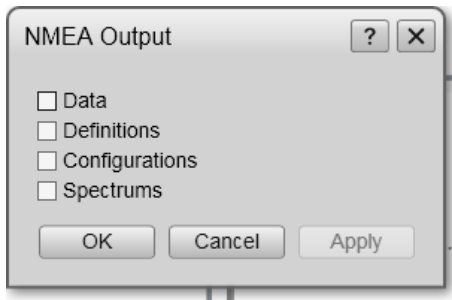 NMEA Output ?
Data
Definitions
Configurations
Spectrums
OK Cancel Apply